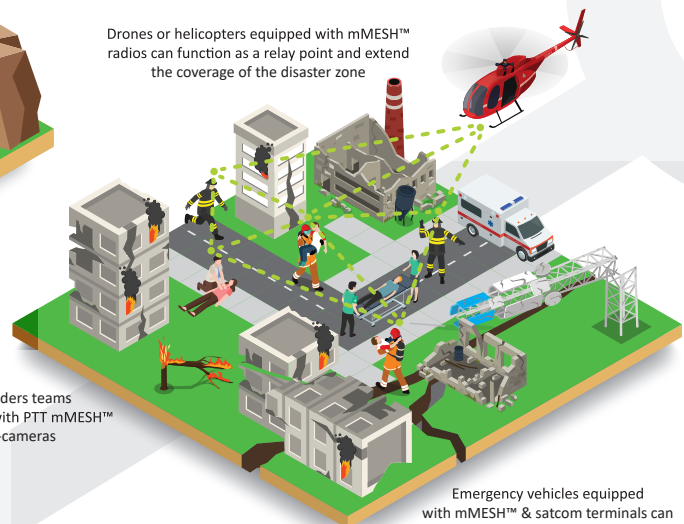 Drones or helicopters equipped with mMESH™
radios can function as a relay point and extend
the coverage of the disaster zone
ders teams
with PTT mMESH™
-cameras
Emergency vehicles equipped
with mMESH™ & satcom terminals can